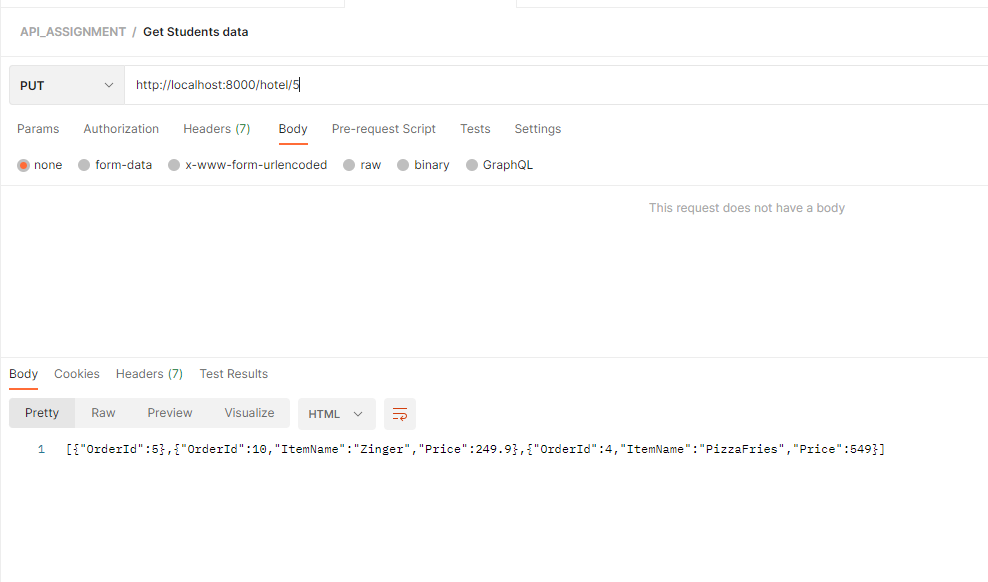 API_ASSIGNMENT / Get Students data
PUT http://localhost:8000/hotel/5
Params Authorization Headers (7) Body Pre-request Script Tests Settings
none form-data x-www-form-urlencoded raw binary GraphQL
This request does not have a body
Body Cookies Headers (7) Test Results
Pretty Raw Preview Visualize HTML
1 [{"OrderId":5},{"OrderId":10,"ItemName":"Zinger","Price":249.9},{"OrderId":4,"ItemName":"PizzaFries","Price":549}]